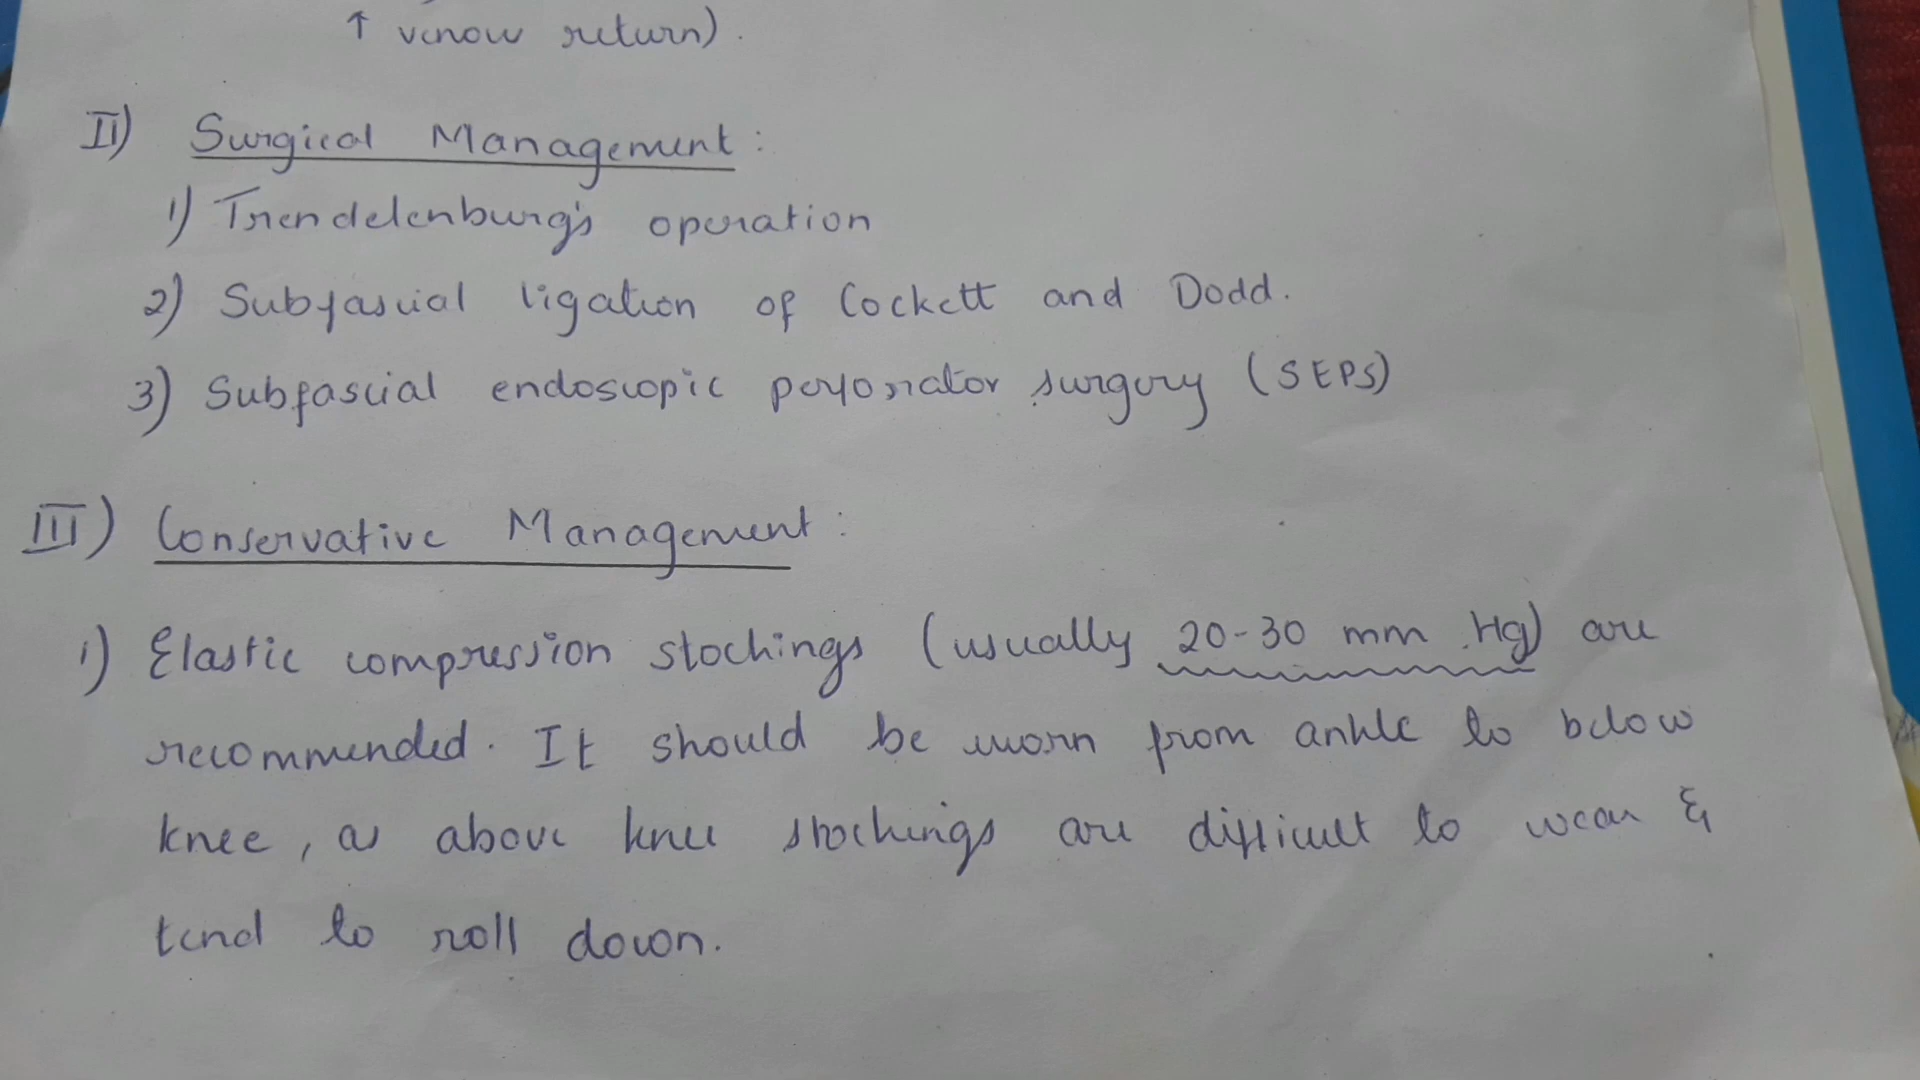 ↑ venous return).
II) Surgical Management:
1) Trendelenburg's operation
2) Subfascial ligation of Cockett and Dodd.
3) Subfascial endoscopic perforator surgery (SEPS)
III) Conservative Management:
1) Elastic compression stockings (usually 20-30 mm Hg) are
recommended. It should be worn from ankle to below
knee, as above knee stockings are difficult to wear &
tend to roll down.